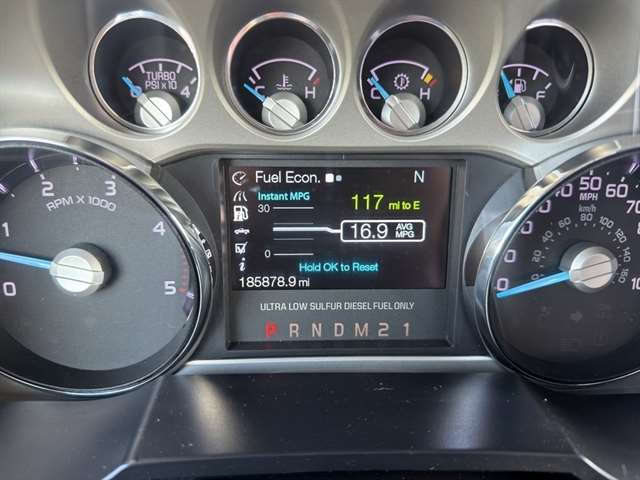 TURBO
PSI X 10
0 4
C H
C H
E F
Fuel Econ. N
Instant MPG
30
117 mi to E
16.9 AVG MPG
0
Hold OK to Reset
185878.9 mi
ULTRA LOW SULFUR DIESEL FUEL ONLY
P R N D M 2 1
0 1 2 3 4 5
RPM X 1000
50
MPH
km/h